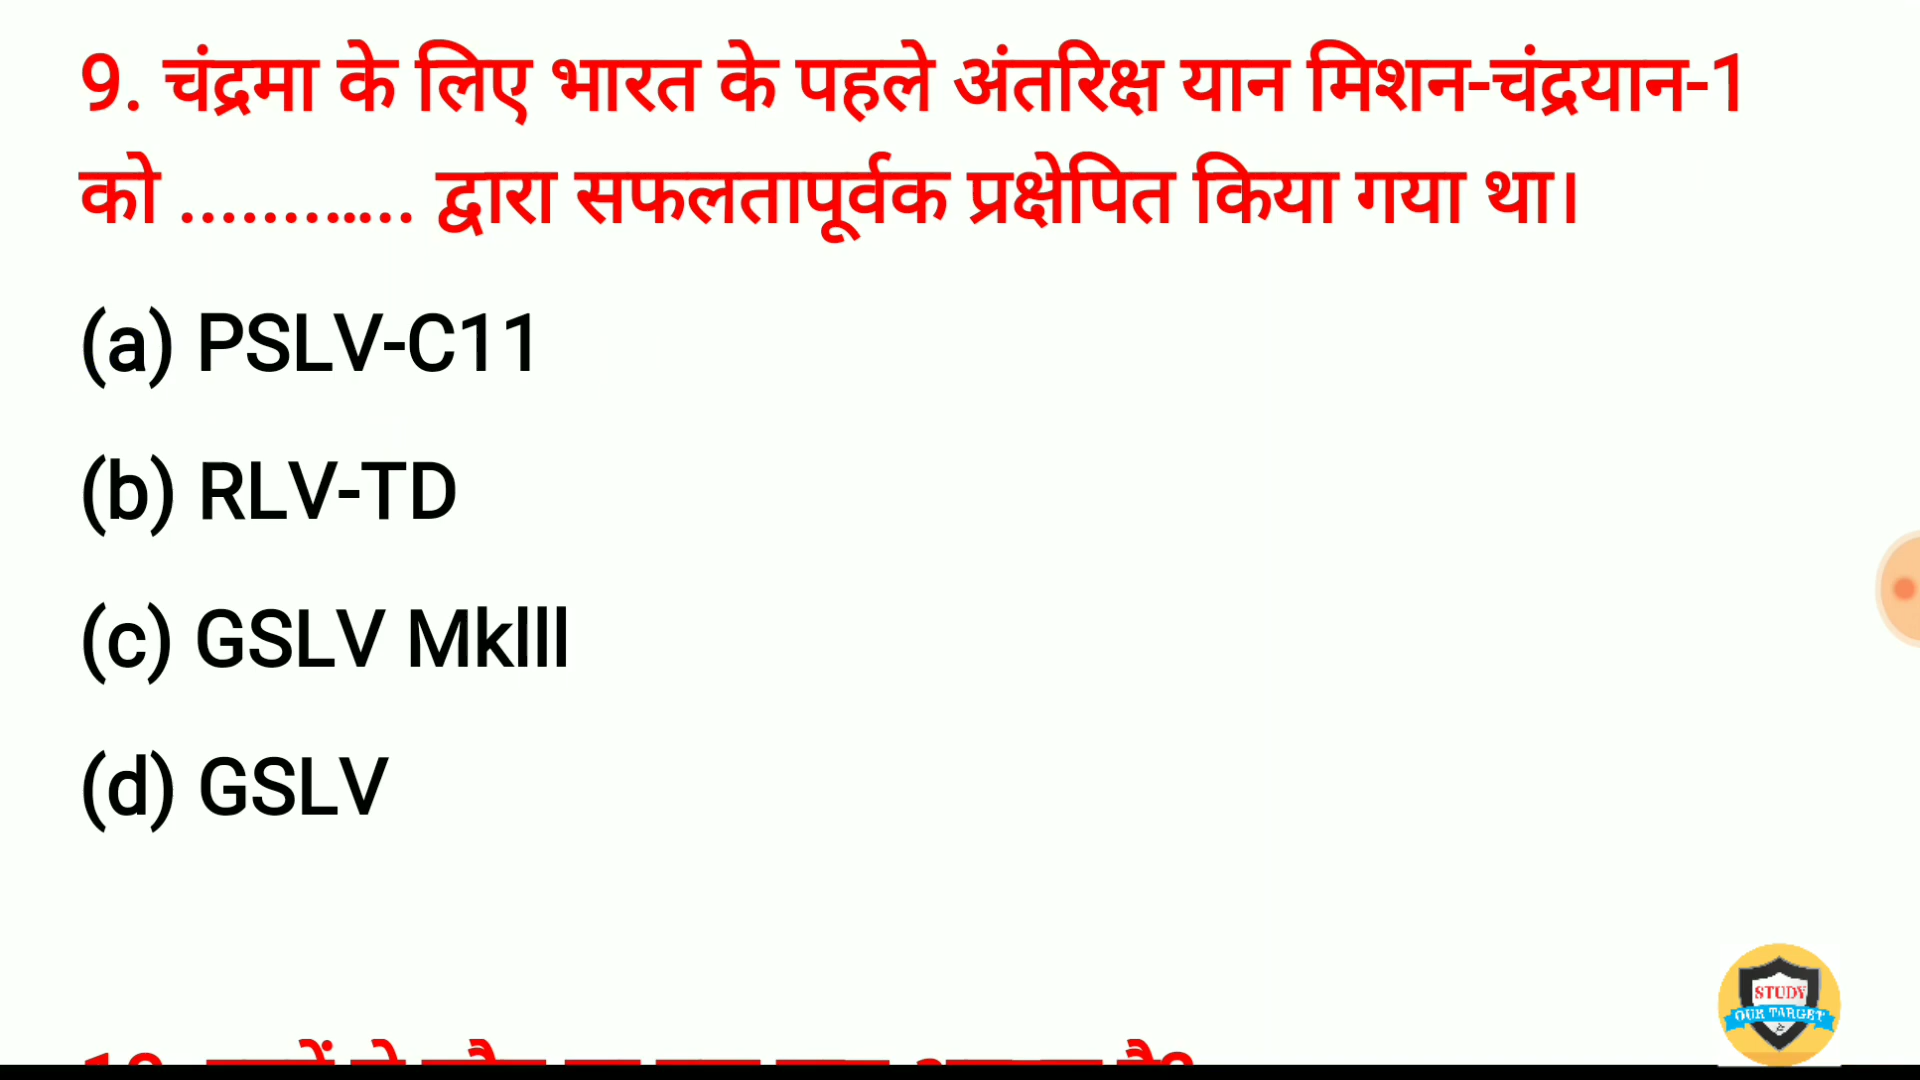 9. चंद्रमा के लिए भारत के पहले अंतरिक्ष यान मिशन-चंद्रयान-1
को ............ द्वारा सफलतापूर्वक प्रक्षेपित किया गया था।
(a) PSLV-C11
(b) RLV-TD
(c) GSLV Mklll
(d) GSLV
STUDY
OUR TARGET